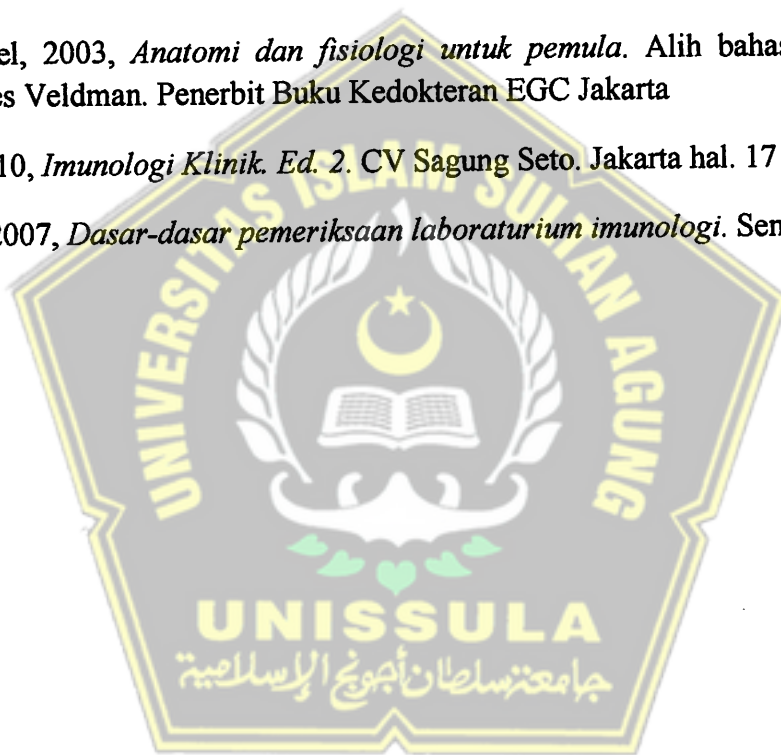 el, 2003, Anatomi dan fisiologi untuk pemula. Alih bahas
es Veldman. Penerbit Buku Kedokteran EGC Jakarta
10, Imunologi Klinik. Ed. 2. CV Sagung Seto. Jakarta hal. 17
2007, Dasar-dasar pemeriksaan laboraturium imunologi. Sen
UNIVERSITAS ISLAM SULTAN AGUNG
UNISSULA
جامعة سلطان أجونج الإسلامية